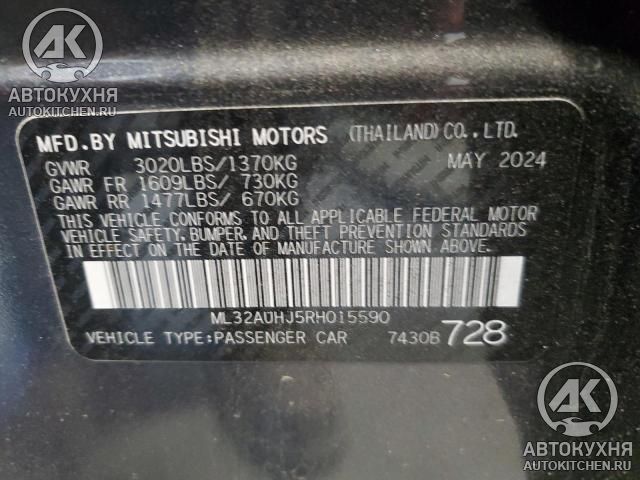 AK
АВТОКУХНЯ
AUTOKITCHEN.RU
MFD.BY MITSUBISHI MOTORS (THAILAND)CO.,LTD.
GVWR 3020LBS/1370KG MAY 2024
GAWR FR 1609LBS/ 730KG
GAWR RR 1477LBS/ 670KG
THIS VEHICLE CONFORMS TO ALL APPLICABLE FEDERAL MOTOR
VEHICLE SAFETY, BUMPER, AND THEFT PREVENTION STANDARDS
IN EFFECT ON THE DATE OF MANUFACTURE SHOWN ABOVE.
ML32AUHJ5RH015590
VEHICLE TYPE:PASSENGER CAR 7430B 728
AK
АВТОКУХНЯ
AUTOKITCHEN.RU